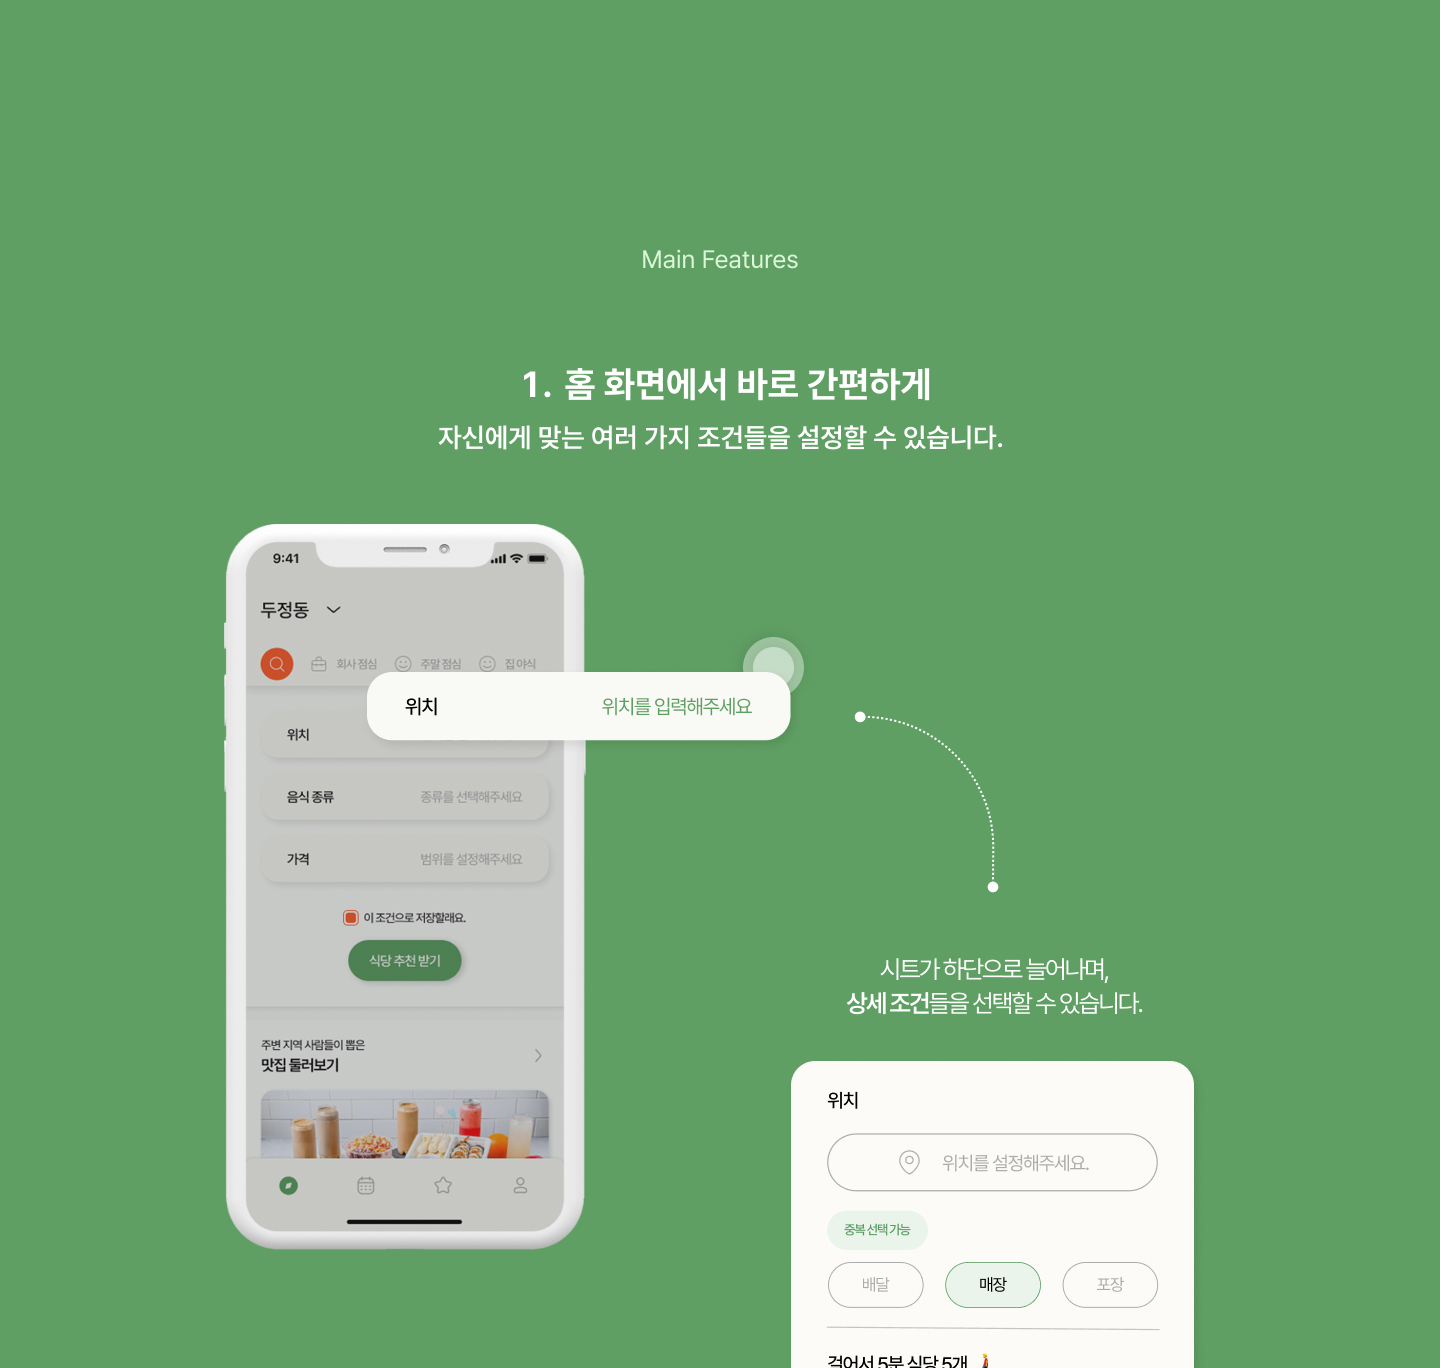 Main Features
1. 홈 화면에서 바로 간편하게
자신에게 맞는 여러 가지 조건들을 설정할 수 있습니다.
9:41
두정동
회사 점심 주말 점심 집 야식
위치 위치를 입력해주세요
위치
음식 종류 종류를 선택해주세요
가격 범위를 설정해주세요
이 조건으로 저장할래요.
식당 추천 받기
주변 지역 사람들이 뽑은
맛집 둘러보기
시트가 하단으로 늘어나며,
상세 조건들을 선택할 수 있습니다.
위치
위치를 설정해주세요.
중복 선택 가능
배달 매장 포장
걸어서 5분 식당 5개